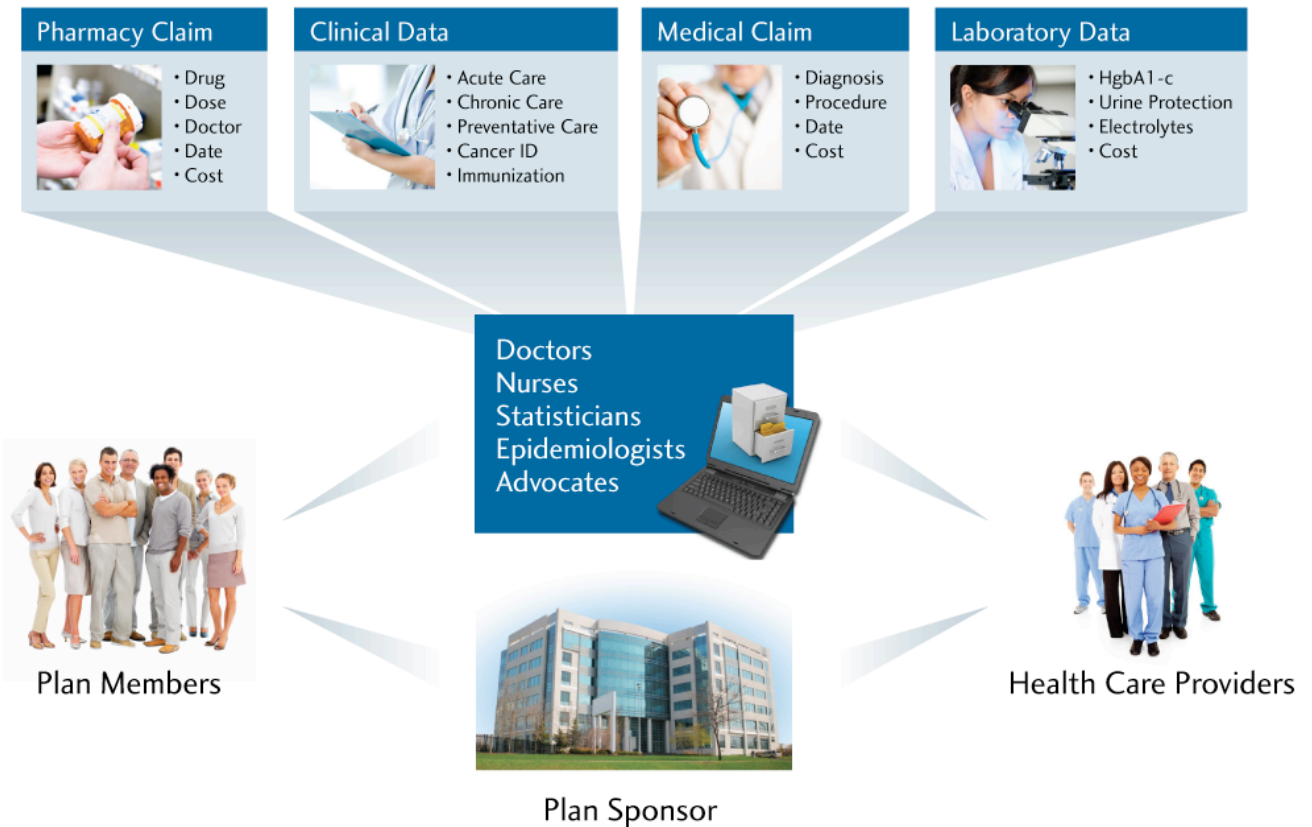 Pharmacy Claim
• Drug
• Dose
• Doctor
• Date
• Cost
Clinical Data
• Acute Care
• Chronic Care
• Preventative Care
• Cancer ID
• Immunization
Medical Claim
• Diagnosis
• Procedure
• Date
• Cost
Laboratory Data
• HgbA1-c
• Urine Protection
• Electrolytes
• Cost
Doctors
Nurses
Statisticians
Epidemiologists
Advocates
Plan Members
Health Care Providers
Plan Sponsor